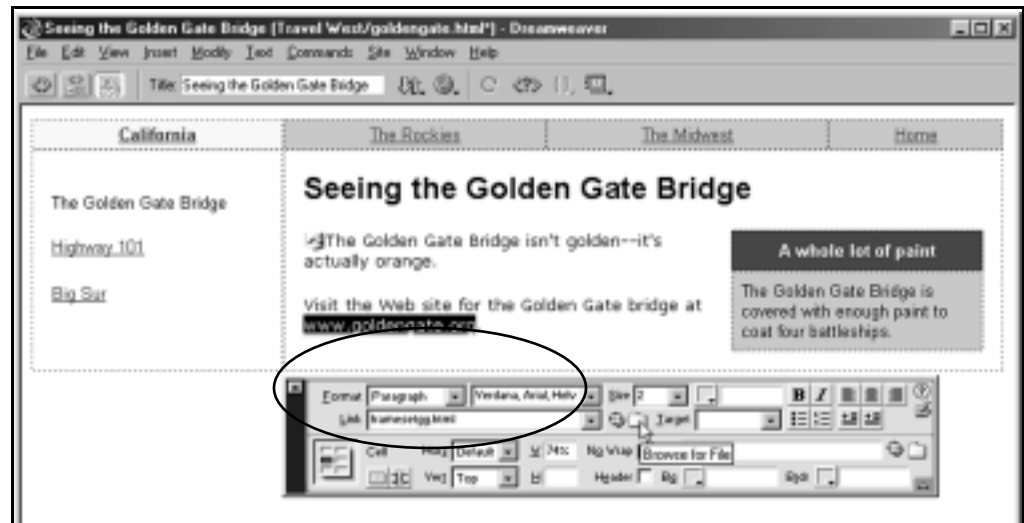 Seeing the Golden Gate Bridge (Travel West/goldengate.html*) - Dreamweaver
File Edit View Insert Modify Text Commands Site Window Help
Title: Seeing the Golden Gate Bridge
California The Rockies The Midwest Home
Seeing the Golden Gate Bridge
The Golden Gate Bridge
The Golden Gate Bridge isn't golden--it's
actually orange.
Highway 101
A whole lot of paint
Big Sur
Visit the Web site for the Golden Gate bridge at
www.goldengate.org
The Golden Gate Bridge is
covered with enough paint to
coat four battleships.
Format Paragraph Verdana, Arial, Helv Size 2 B I
Link framesetgg.html Target
Cell Horz Default W 74% No Wrap Browse for File
Vert Top H Header Bg Brdr